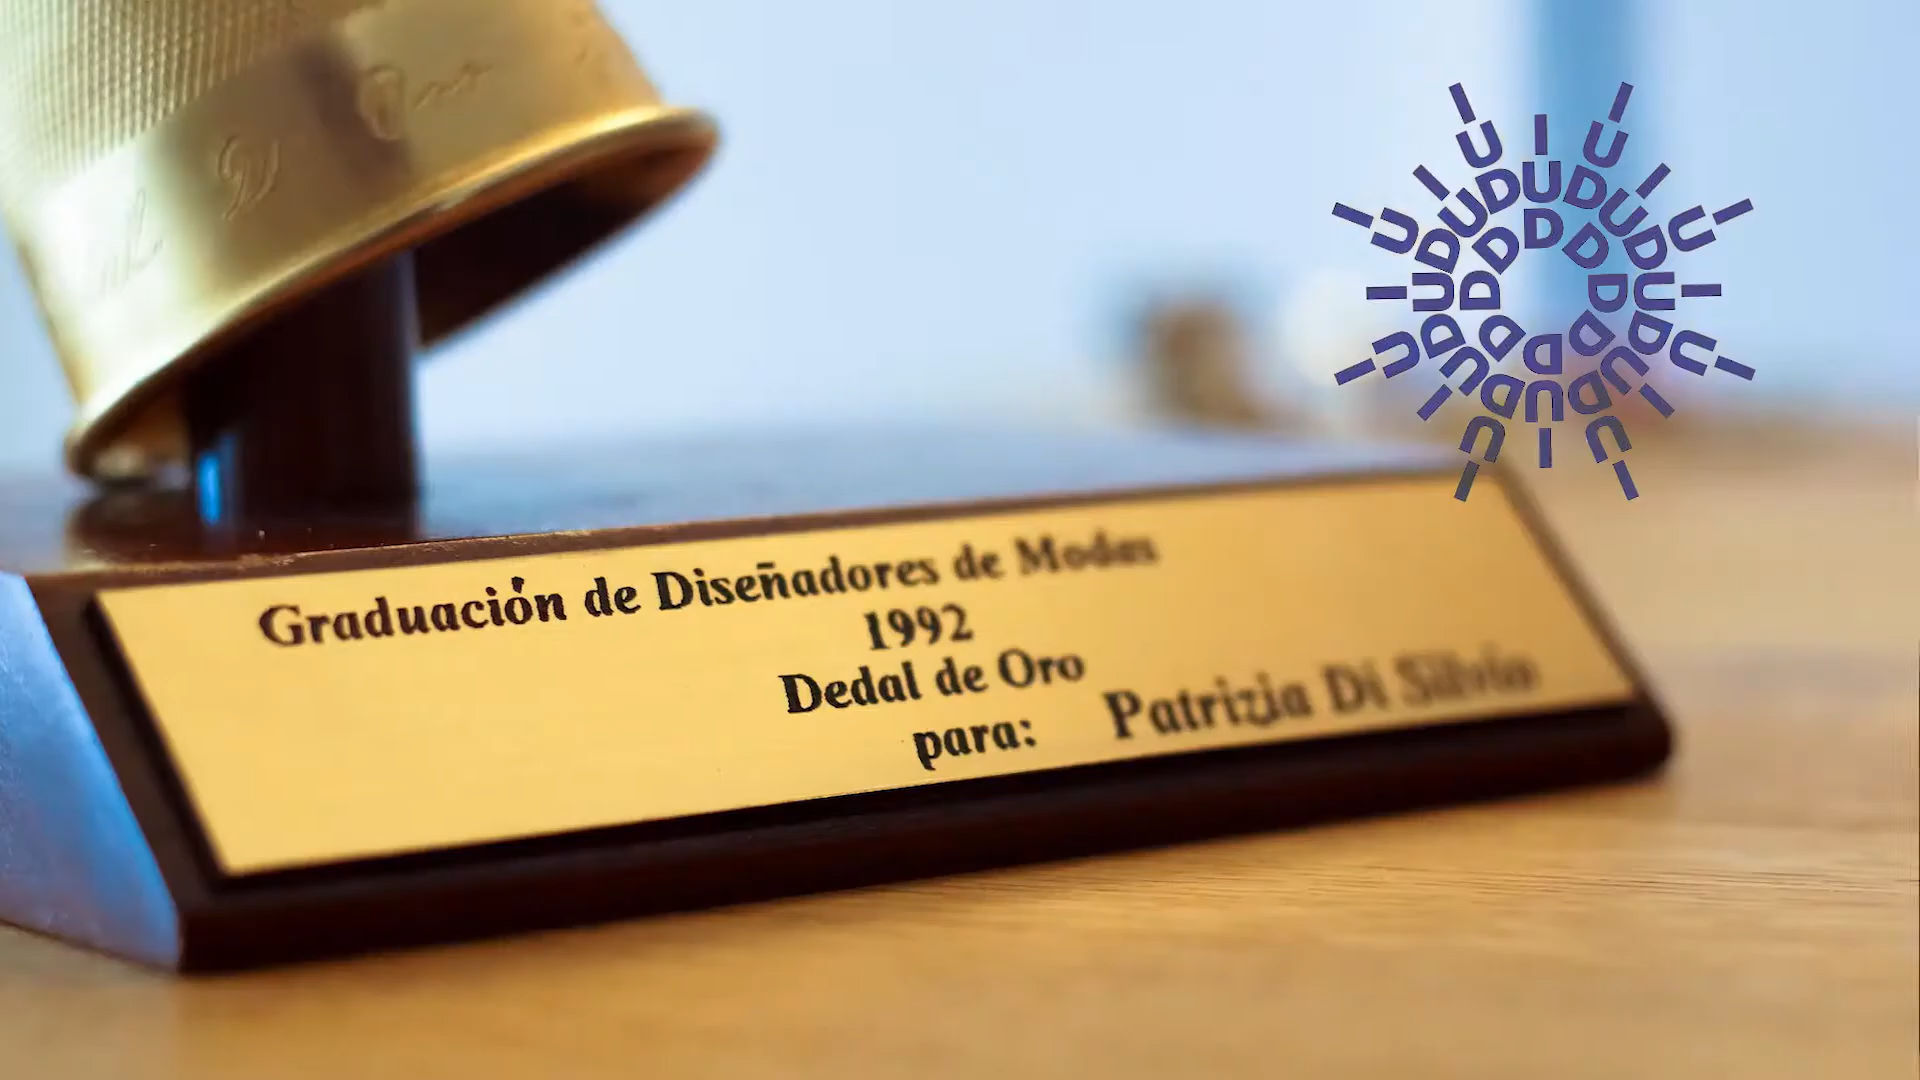 Graduación de Diseñadores de Modas
1992
Dedal de Oro
para: Patrizia Di Silvio